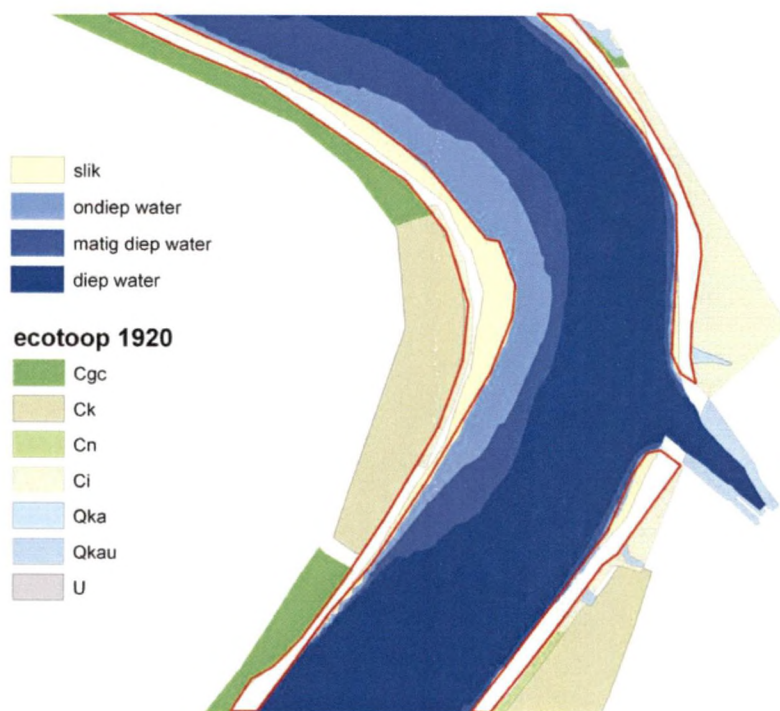 slik
ondiep water
matig diep water
diep water
ecotoop 1920
Cgc
Ck
Cn
Ci
Qka
Qkau
U